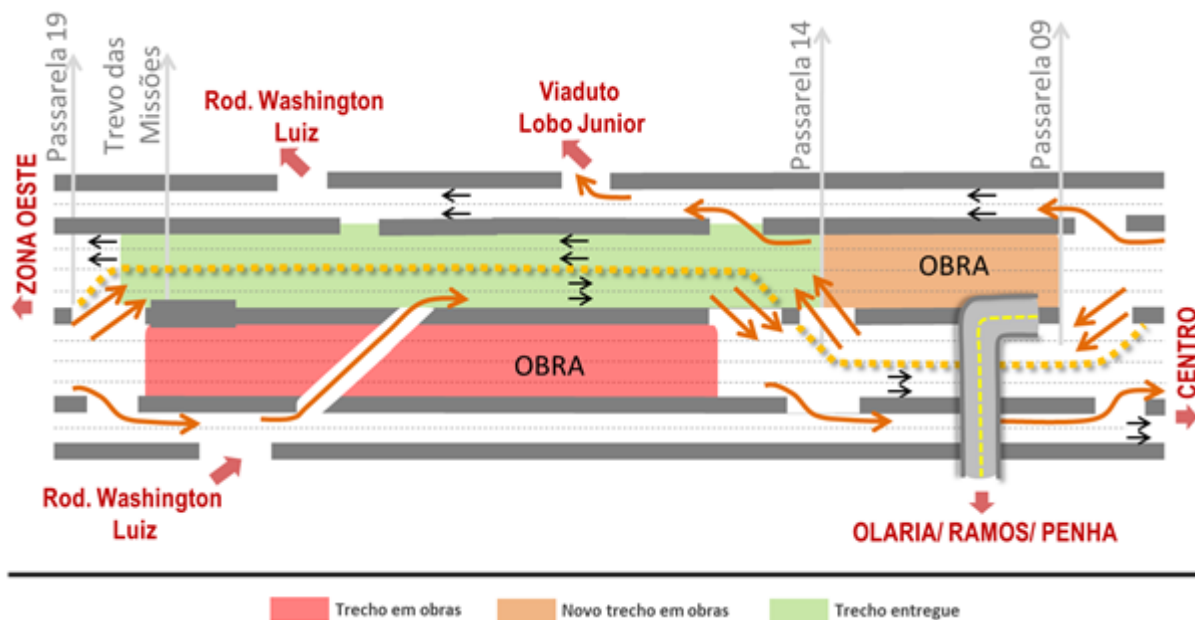 Passarela 19
Trevo das
Missões
Rod. Washington
Luiz
Viaduto
Lobo Junior
Passarela 14
Passarela 09
ZONA OESTE
OBRA
OBRA
CENTRO
Rod. Washington
Luiz
OLARIA/ RAMOS/ PENHA
Trecho em obras
Novo trecho em obras
Trecho entregue